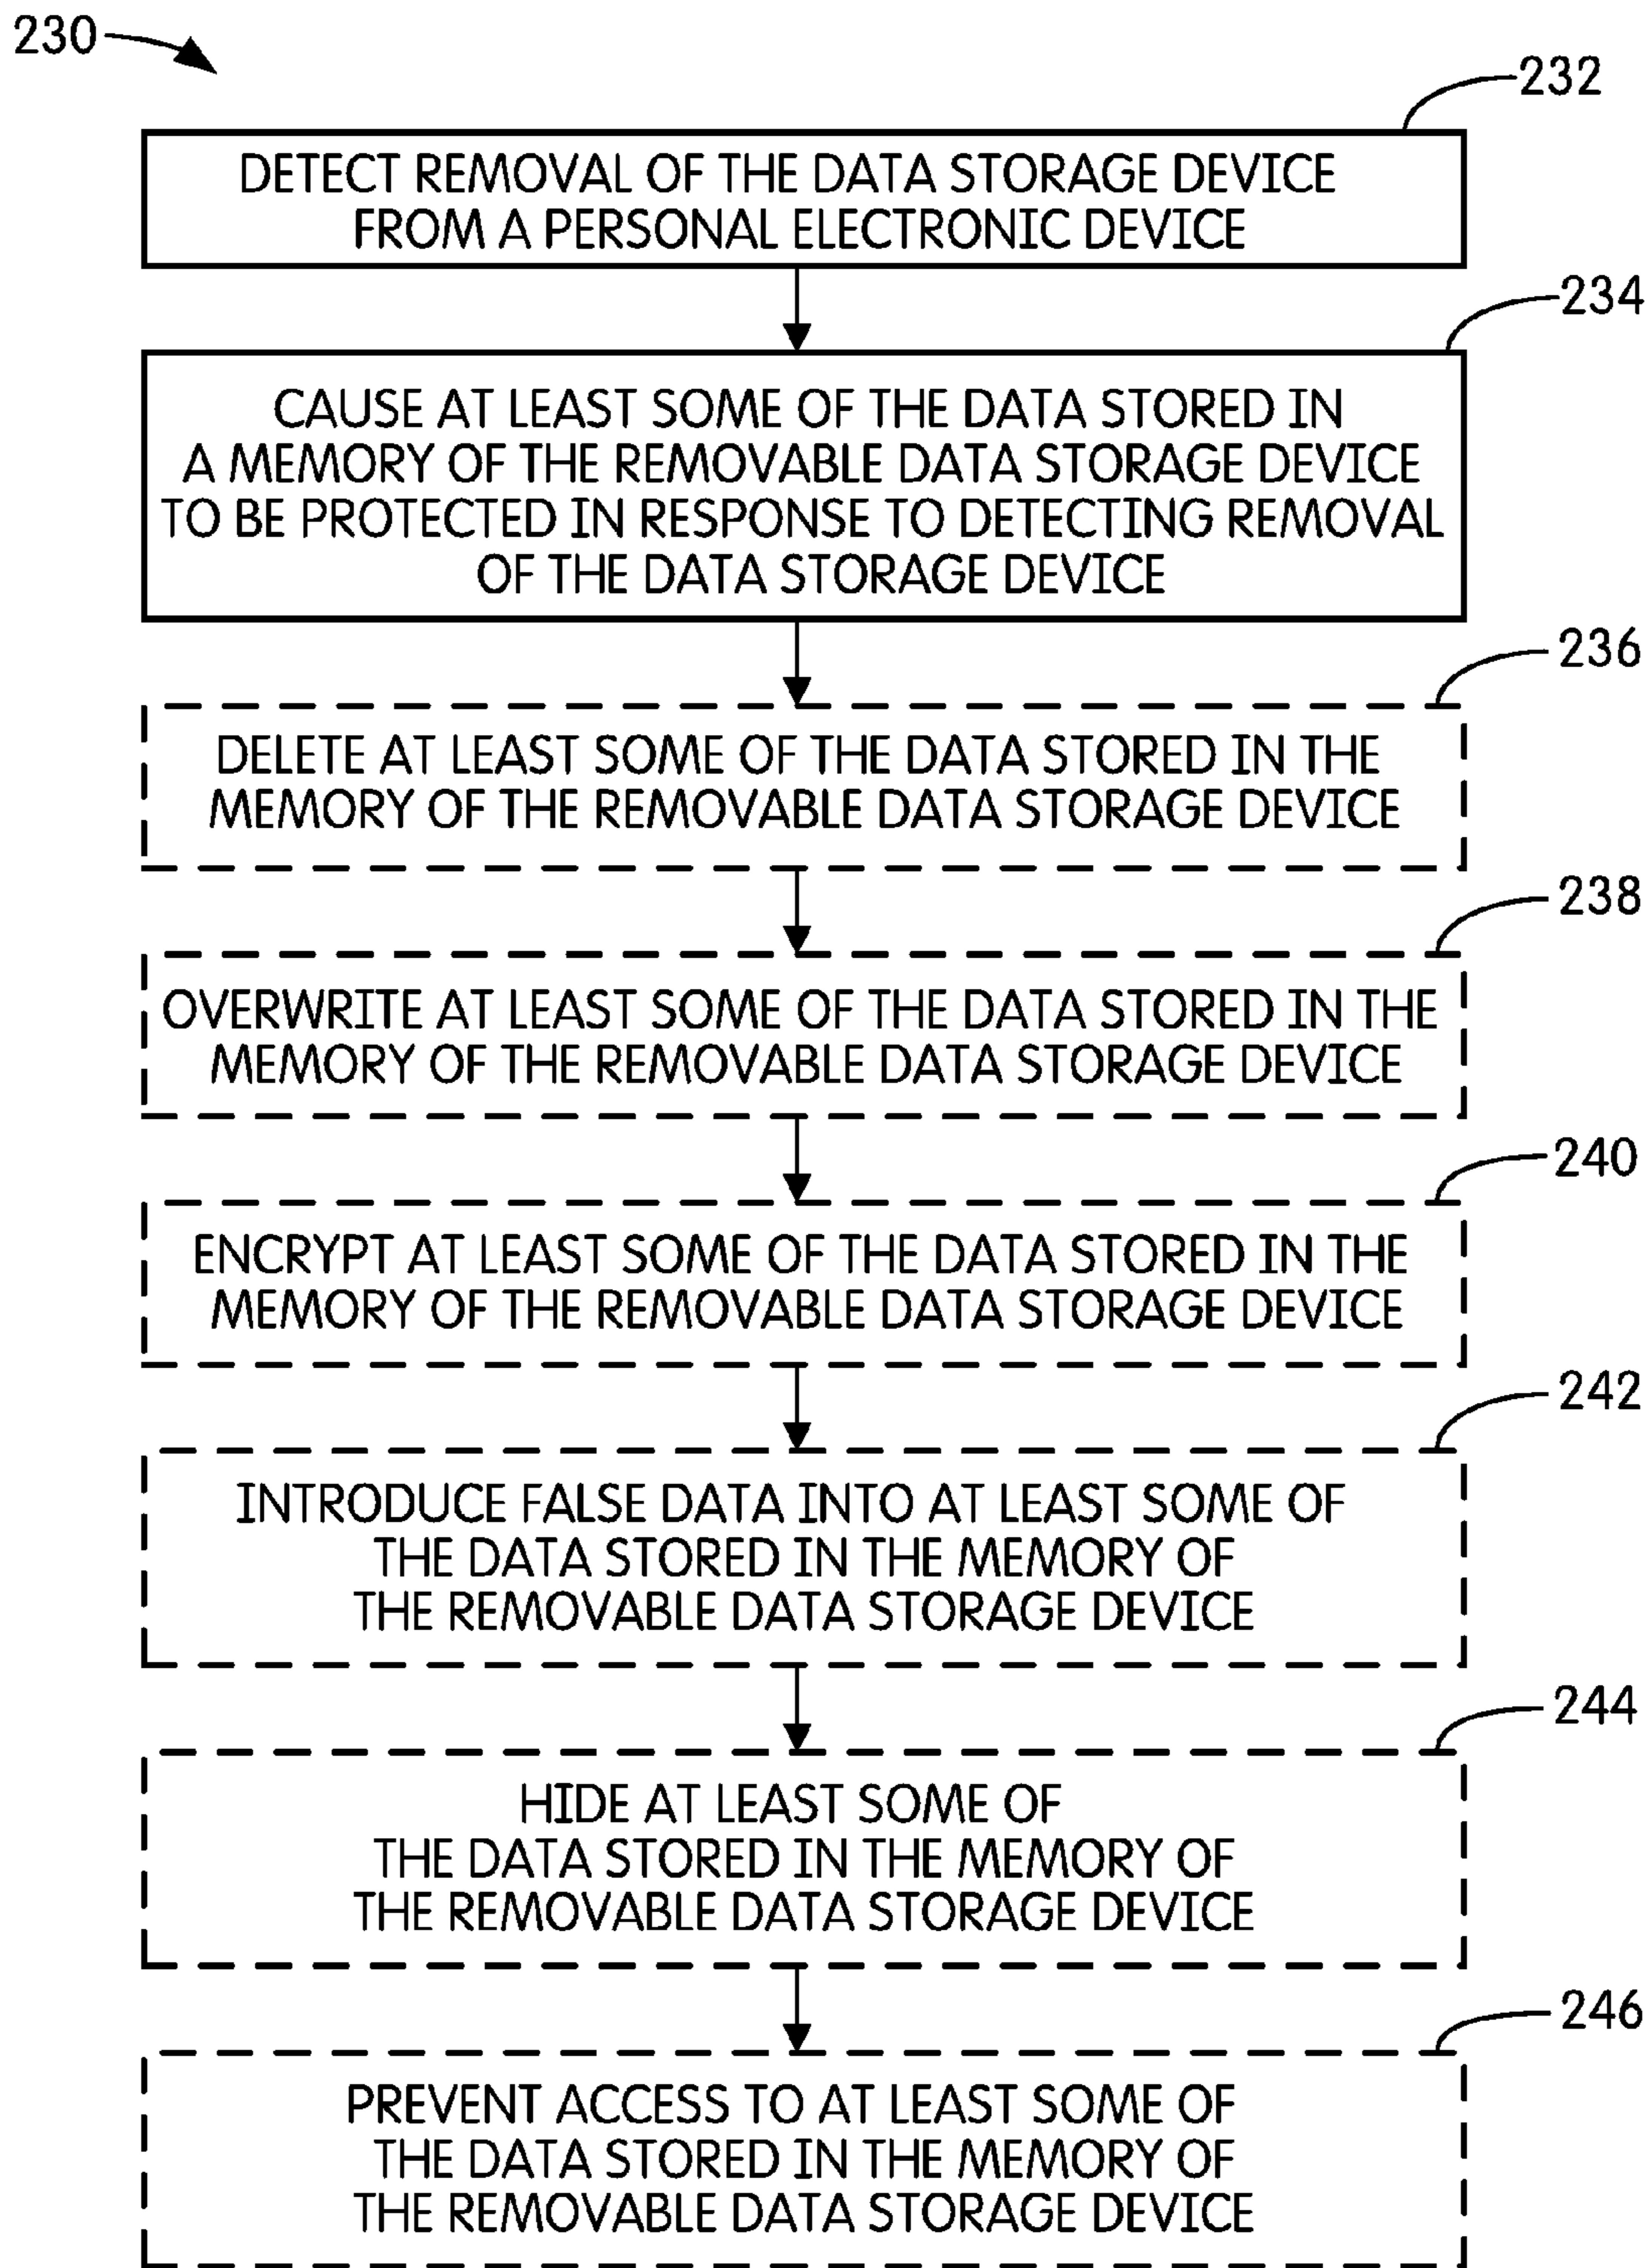 230
232
DETECT REMOVAL OF THE DATA STORAGE DEVICE
FROM A PERSONAL ELECTRONIC DEVICE
234
CAUSE AT LEAST SOME OF THE DATA STORED IN
A MEMORY OF THE REMOVABLE DATA STORAGE DEVICE
TO BE PROTECTED IN RESPONSE TO DETECTING REMOVAL
OF THE DATA STORAGE DEVICE
236
DELETE AT LEAST SOME OF THE DATA STORED IN THE
MEMORY OF THE REMOVABLE DATA STORAGE DEVICE
238
OVERWRITE AT LEAST SOME OF THE DATA STORED IN THE
MEMORY OF THE REMOVABLE DATA STORAGE DEVICE
240
ENCRYPT AT LEAST SOME OF THE DATA STORED IN THE
MEMORY OF THE REMOVABLE DATA STORAGE DEVICE
242
INTRODUCE FALSE DATA INTO AT LEAST SOME OF
THE DATA STORED IN THE MEMORY OF
THE REMOVABLE DATA STORAGE DEVICE
244
HIDE AT LEAST SOME OF
THE DATA STORED IN THE MEMORY OF
THE REMOVABLE DATA STORAGE DEVICE
246
PREVENT ACCESS TO AT LEAST SOME OF
THE DATA STORED IN THE MEMORY OF
THE REMOVABLE DATA STORAGE DEVICE